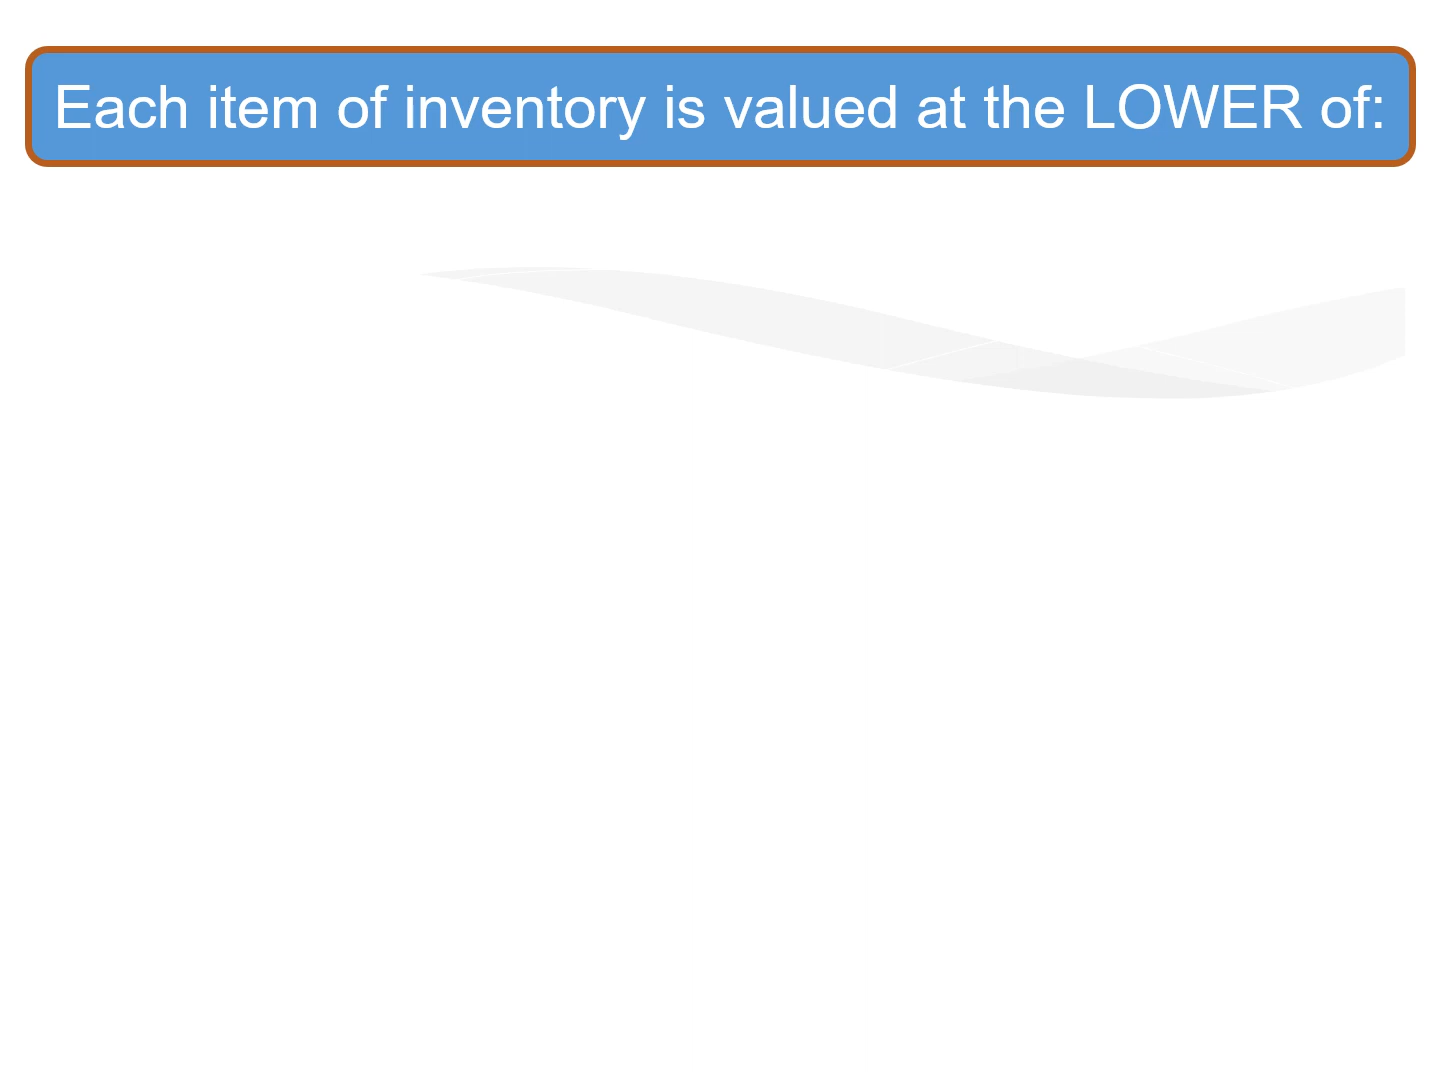 Each item of inventory is valued at the LOWER of: